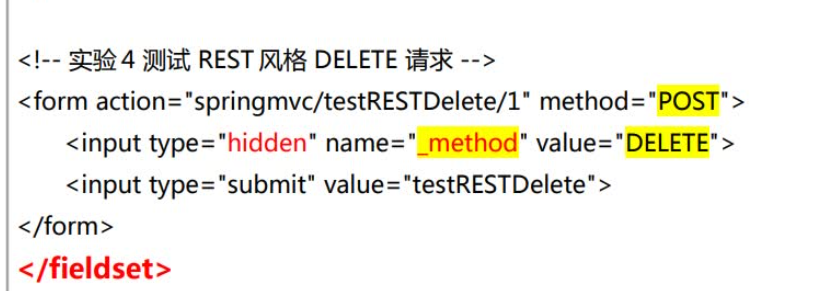 <!-- 实验 4 测试 REST 风格 DELETE 请求 -->
<form action="springmvc/testRESTDelete/1" method="POST">
<input type="hidden" name="_method" value="DELETE">
<input type="submit" value="testRESTDelete">
</form>
</fieldset>